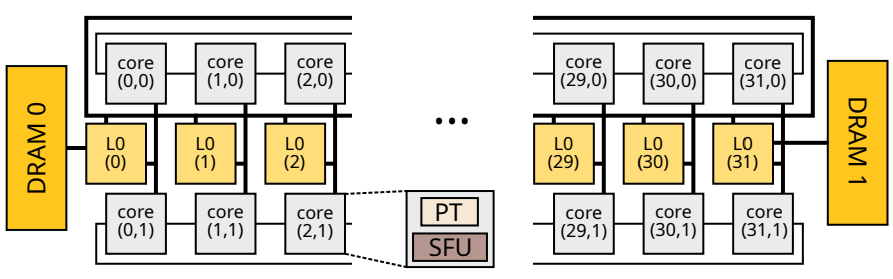 core
(0,0)
core
(1,0)
core
(2,0)
core
(29,0)
core
(30,0)
core
(31,0)
DRAM 0
L0
(0)
L0
(1)
L0
(2)
...
L0
(29)
L0
(30)
L0
(31)
DRAM 1
core
(0,1)
core
(1,1)
core
(2,1)
PT
SFU
core
(29,1)
core
(30,1)
core
(31,1)